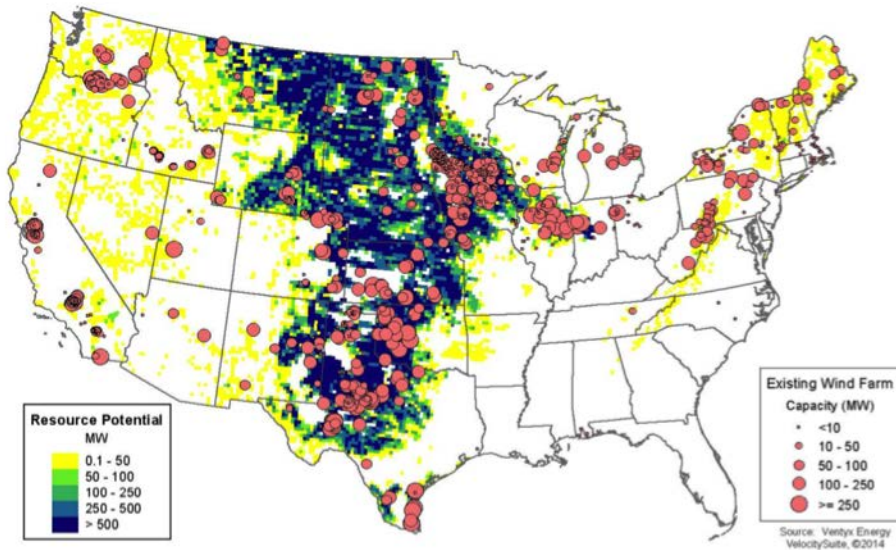 Resource Potential
MW
0.1 - 50
50 - 100
100 - 250
250 - 500
> 500
Existing Wind Farm
Capacity (MW)
<10
10 - 50
50 - 100
100 - 250
>= 250
Source: Ventyx Energy
VelocitySuite, ©2014